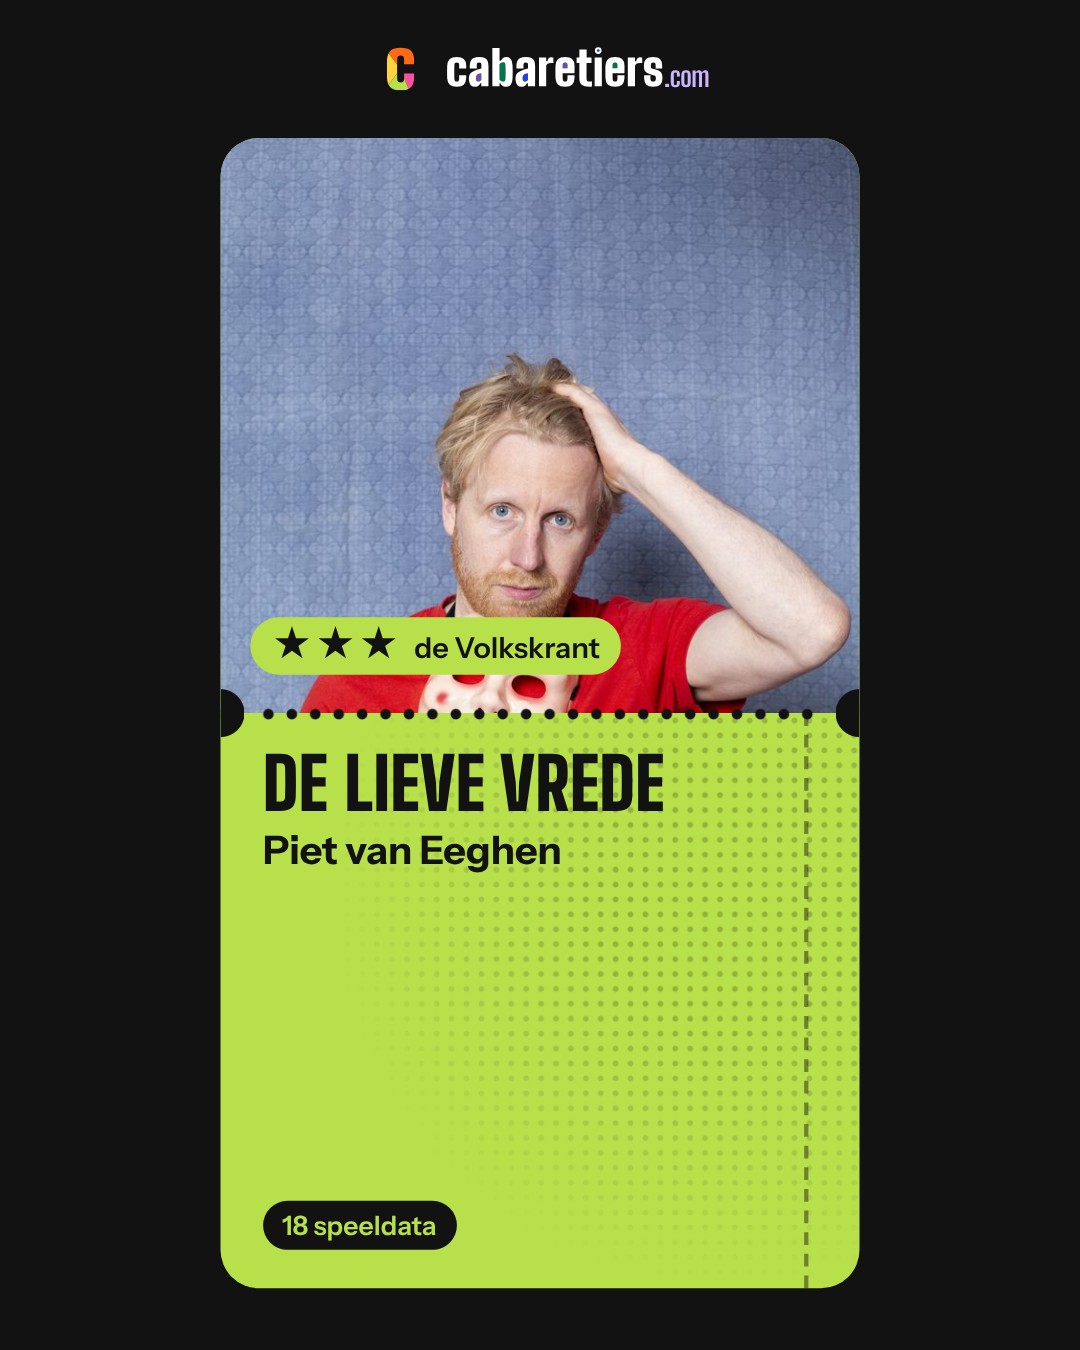 cabaretiers.com
★ ★ ★ de Volkskrant
DE LIEVE VREDE
Piet van Eeghen
18 speeldata